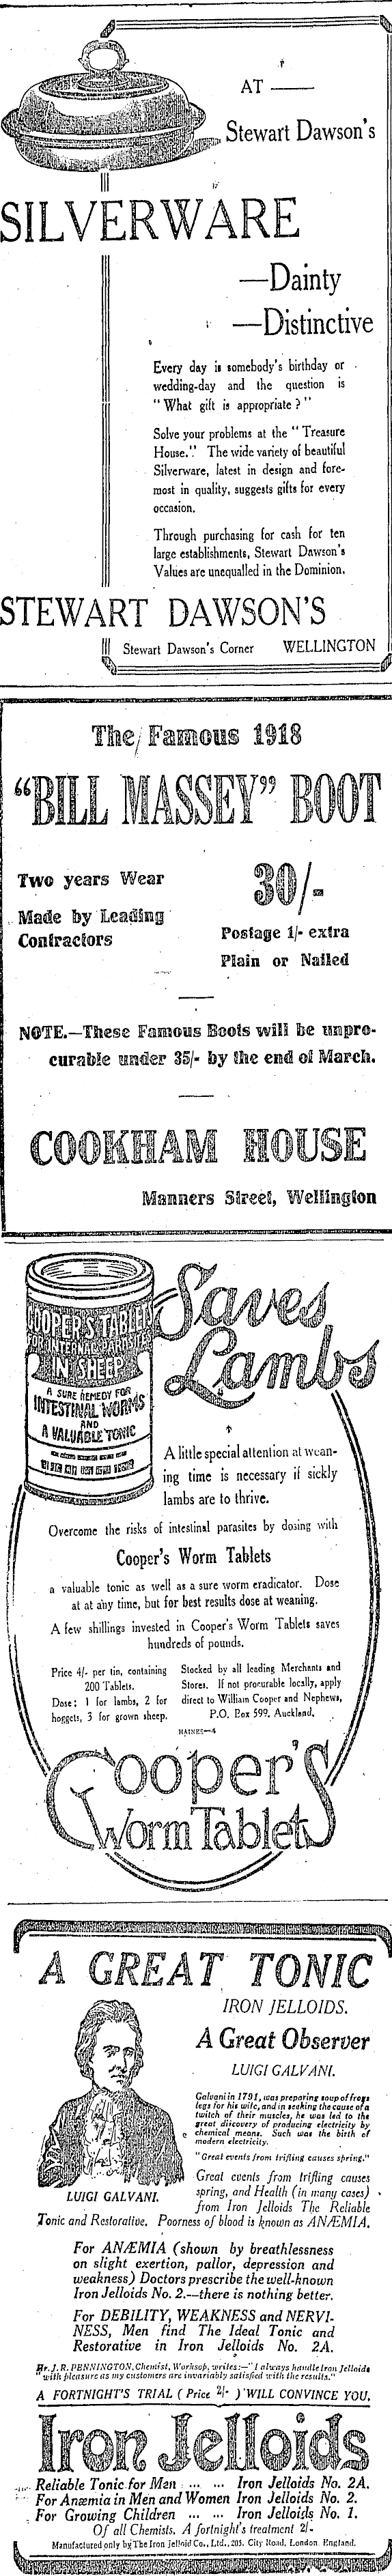 AT ——
Stewart Dawson's
SILVERWARE
—Dainty
—Distinctive
Every day is somebody's birthday or
wedding-day and the question is
"What gift is appropriate?"
Solve your problems at the "Treasure
House." The wide variety of beautiful
Silverware, latest in design and fore-
most in quality, suggests gifts for every
occasion.
Through purchasing for cash for ten
large establishments, Stewart Dawson's
Values are unequalled in the Dominion.
STEWART DAWSON'S
Stewart Dawson's Corner WELLINGTON
The Famous 1918
"BILL MASSEY" BOOT
Two years Wear
Made by Leading
Contractors
30/-
Postage 1/- extra
Plain or Nailed
NOTE.—These Famous Boots will be unpro-
curable under 35/- by the end of March.
COOKHAM HOUSE
Manners Street, Wellington
COOPER'S TABLETS
FOR INTERNAL PARASITES
IN SHEEP
A SURE REMEDY FOR
INTESTINAL WORMS
AND
A VALUABLE TONIC
Saves
Lambs
A little special attention at wean-
ing time is necessary if sickly
lambs are to thrive.
Overcome the risks of intestinal parasites by dosing with
Cooper's Worm Tablets
a valuable tonic as well as a sure worm eradicator. Dose
at at any time, but for best results dose at weaning.
A few shillings invested in Cooper's Worm Tablets saves
hundreds of pounds.
Price 4/- per tin, containing
200 Tablets.
Dose: 1 for lambs, 2 for
hoggets, 3 for grown sheep.
Stocked by all leading Merchants and
Stores. If not procurable locally, apply
direct to William Cooper and Nephews,
P.O. Box 599, Auckland.
HAINES—4
Cooper's
Worm Tablets
A GREAT TONIC
IRON JELLOIDS.
A Great Observer
LUIGI GALVANI.
Galvani in 1791, was preparing soup of frogs
legs for his wife, and in seeking the cause of a
twitch of their muscles, he was led to the
great discovery of producing electricity by
chemical means. Such was the birth of
modern electricity.
"Great events from trifling causes spring."
LUIGI GALVANI.
Great events from trifling causes
spring, and Health (in many cases)
from Iron Jelloids The Reliable
Tonic and Restorative. Poorness of blood is known as ANÆMIA.
For ANÆMIA (shown by breathlessness
on slight exertion, pallor, depression and
weakness) Doctors prescribe the well-known
Iron Jelloids No. 2.—there is nothing better.
For DEBILITY, WEAKNESS and NERVI-
NESS, Men find The Ideal Tonic and
Restorative in Iron Jelloids No. 2A.
Mr. J. R. PENNINGTON, Chemist, Worksop, writes:—"I always handle Iron Jelloids
"with pleasure as my customers are invariably satisfied with the results."
A FORTNIGHT'S TRIAL (Price 2/-) WILL CONVINCE YOU.
Iron Jelloids
Reliable Tonic for Men ... ... Iron Jelloids No. 2A.
For Anæmia in Men and Women Iron Jelloids No. 2.
For Growing Children ... ... Iron Jelloids No. 1.
Of all Chemists. A fortnight's treatment 2/-
Manufactured only by The Iron Jelloid Co., Ltd., 205, City Road, London, England.